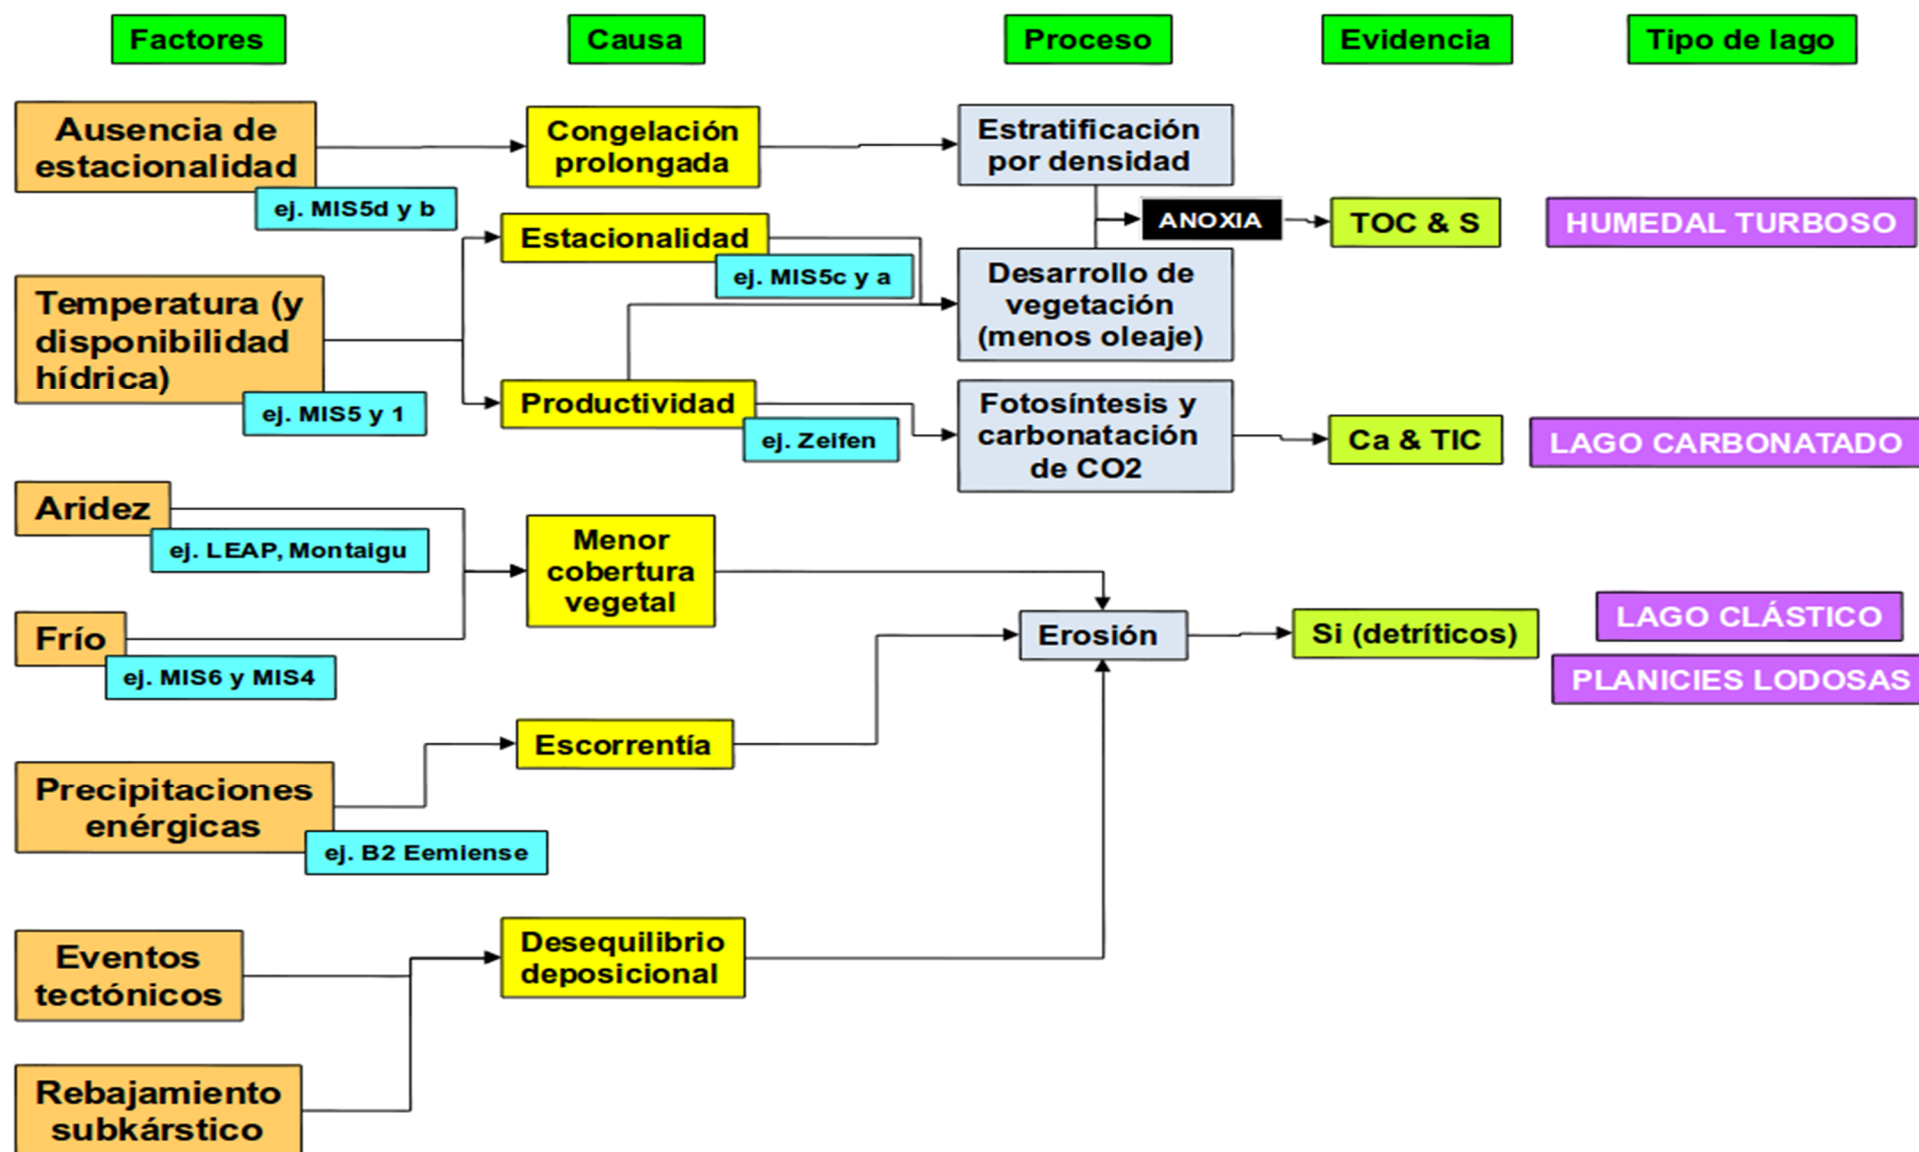 Factores
Causa
Proceso
Evidencia
Tipo de lago
Ausencia de
estacionalidad
ej. MIS5d y b
Congelación
prolongada
Estratificación
por densidad
ANOXIA
TOC & S
HUMEDAL TURBOSO
Temperatura (y
disponibilidad
hídrica)
ej. MIS5 y 1
Estacionalidad
ej. MIS5c y a
Desarrollo de
vegetación
(menos oleaje)
Productividad
ej. Zeifen
Fotosíntesis y
carbonatación
de CO2
Ca & TIC
LAGO CARBONATADO
Aridez
ej. LEAP, Montaigu
Frío
ej. MIS6 y MIS4
Menor
cobertura
vegetal
Erosión
Si (detríticos)
LAGO CLÁSTICO
PLANICIES LODOSAS
Precipitaciones
enérgicas
ej. B2 Eemiense
Escorrentía
Eventos
tectónicos
Desequilibrio
deposicional
Rebajamiento
subkárstico